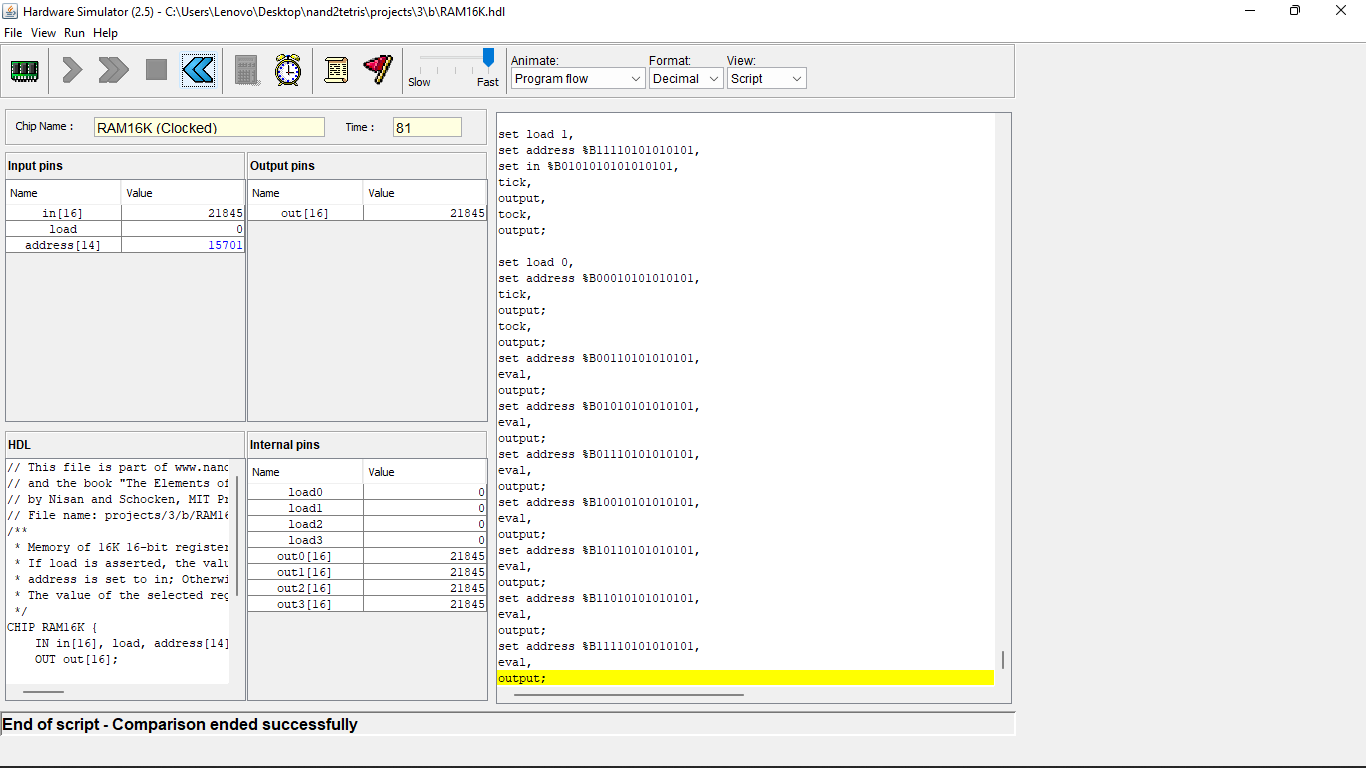 Hardware Simulator (2.5) - C:\Users\Lenovo\Desktop\nand2tetris\projects\3\b\RAM16K.hdl
File View Run Help
Slow Fast
Animate: Format: View:
Program flow Decimal Script
Chip Name : RAM16K (Clocked) Time : 81
Input pins
Name Value
in[16] 21845
load 0
address[14] 15701
Output pins
Name Value
out[16] 21845
HDL
// This file is part of www.nand
// and the book "The Elements of
// by Nisan and Schocken, MIT Pr
// File name: projects/3/b/RAM16
/**
* Memory of 16K 16-bit register
* If load is asserted, the valu
* address is set to in; Otherwi
* The value of the selected reg
*/
CHIP RAM16K {
IN in[16], load, address[14]
OUT out[16];
Internal pins
Name Value
load0 0
load1 0
load2 0
load3 0
out0[16] 21845
out1[16] 21845
out2[16] 21845
out3[16] 21845
set load 1,
set address %B11110101010101,
set in %B0101010101010101,
tick,
output,
tock,
output;
set load 0,
set address %B00010101010101,
tick,
output;
tock,
output;
set address %B00110101010101,
eval,
output;
set address %B01010101010101,
eval,
output;
set address %B01110101010101,
eval,
output;
set address %B10010101010101,
eval,
output;
set address %B10110101010101,
eval,
output;
set address %B11010101010101,
eval,
output;
set address %B11110101010101,
eval,
output;
End of script - Comparison ended successfully